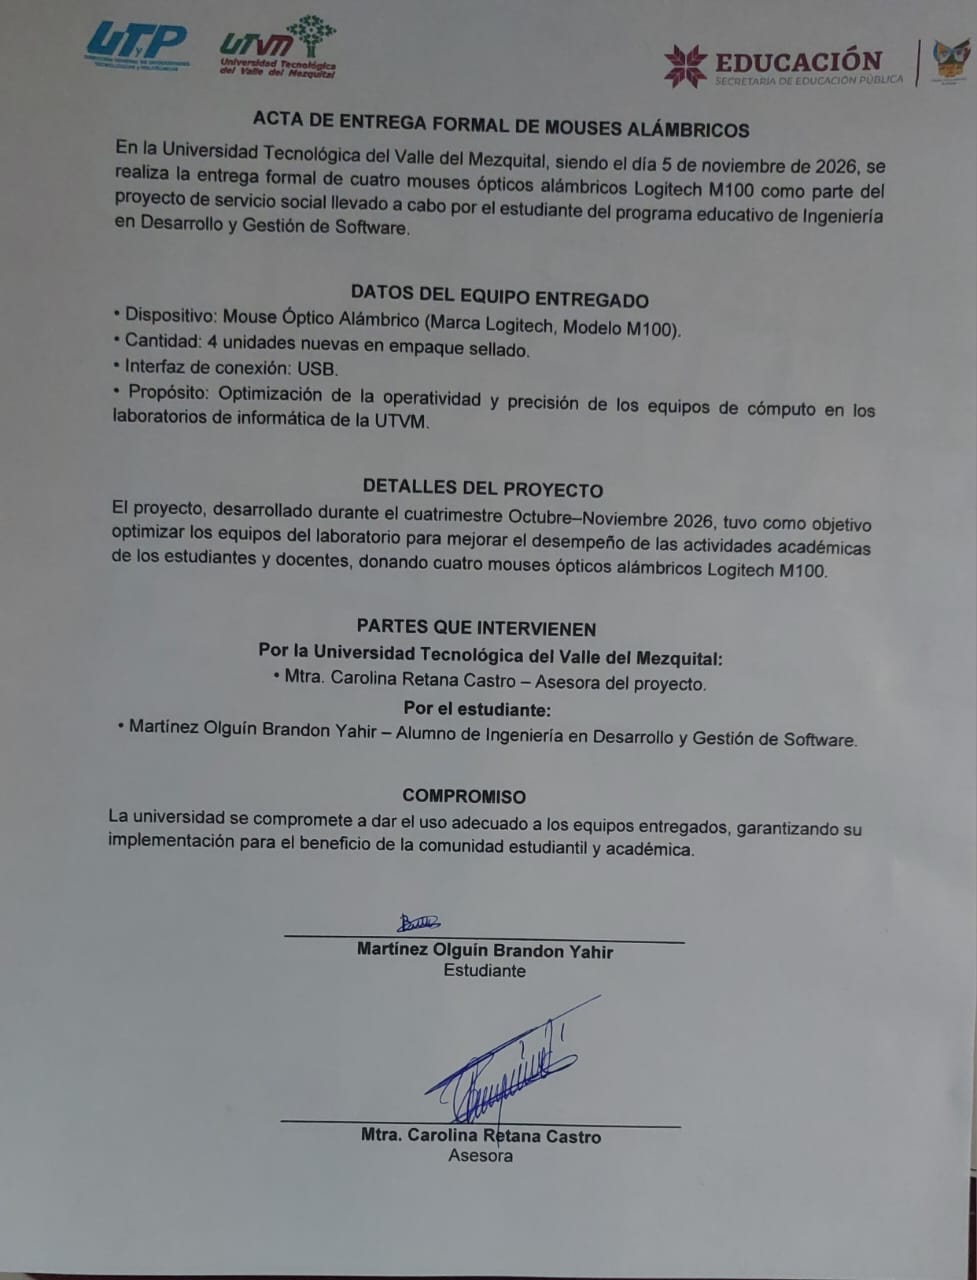 UTyP
UTVM
Universidad Tecnológica
del Valle del Mezquital
EDUCACIÓN
SECRETARÍA DE EDUCACIÓN PÚBLICA
ACTA DE ENTREGA FORMAL DE MOUSES ALÁMBRICOS
En la Universidad Tecnológica del Valle del Mezquital, siendo el día 5 de noviembre de 2026, se
realiza la entrega formal de cuatro mouses ópticos alámbricos Logitech M100 como parte del
proyecto de servicio social llevado a cabo por el estudiante del programa educativo de Ingeniería
en Desarrollo y Gestión de Software.
DATOS DEL EQUIPO ENTREGADO
• Dispositivo: Mouse Óptico Alámbrico (Marca Logitech, Modelo M100).
• Cantidad: 4 unidades nuevas en empaque sellado.
• Interfaz de conexión: USB.
• Propósito: Optimización de la operatividad y precisión de los equipos de cómputo en los
laboratorios de informática de la UTVM.
DETALLES DEL PROYECTO
El proyecto, desarrollado durante el cuatrimestre Octubre–Noviembre 2026, tuvo como objetivo
optimizar los equipos del laboratorio para mejorar el desempeño de las actividades académicas
de los estudiantes y docentes, donando cuatro mouses ópticos alámbricos Logitech M100.
PARTES QUE INTERVIENEN
Por la Universidad Tecnológica del Valle del Mezquital:
• Mtra. Carolina Retana Castro – Asesora del proyecto.
Por el estudiante:
• Martínez Olguín Brandon Yahir – Alumno de Ingeniería en Desarrollo y Gestión de Software.
COMPROMISO
La universidad se compromete a dar el uso adecuado a los equipos entregados, garantizando su
implementación para el beneficio de la comunidad estudiantil y académica.
Martínez Olguín Brandon Yahir
Estudiante
Mtra. Carolina Retana Castro
Asesora